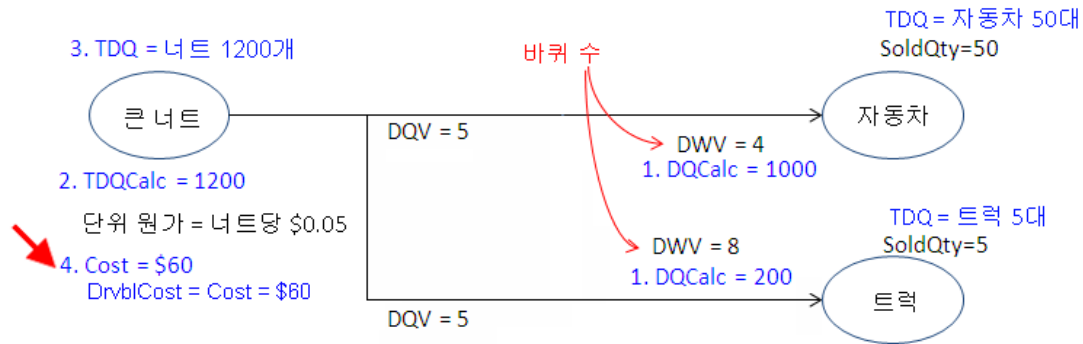 3. TDQ = 너트 1200개
큰 너트
2. TDQCalc = 1200
단위 원가 = 너트당 $0.05
4. Cost = $60
DrvblCost = Cost = $60
DQV = 5
DQV = 5
바퀴 수
DWV = 4
1. DQCalc = 1000
DWV = 8
1. DQCalc = 200
TDQ = 자동차 50대
SoldQty=50
자동차
TDQ = 트럭 5대
SoldQty=5
트럭